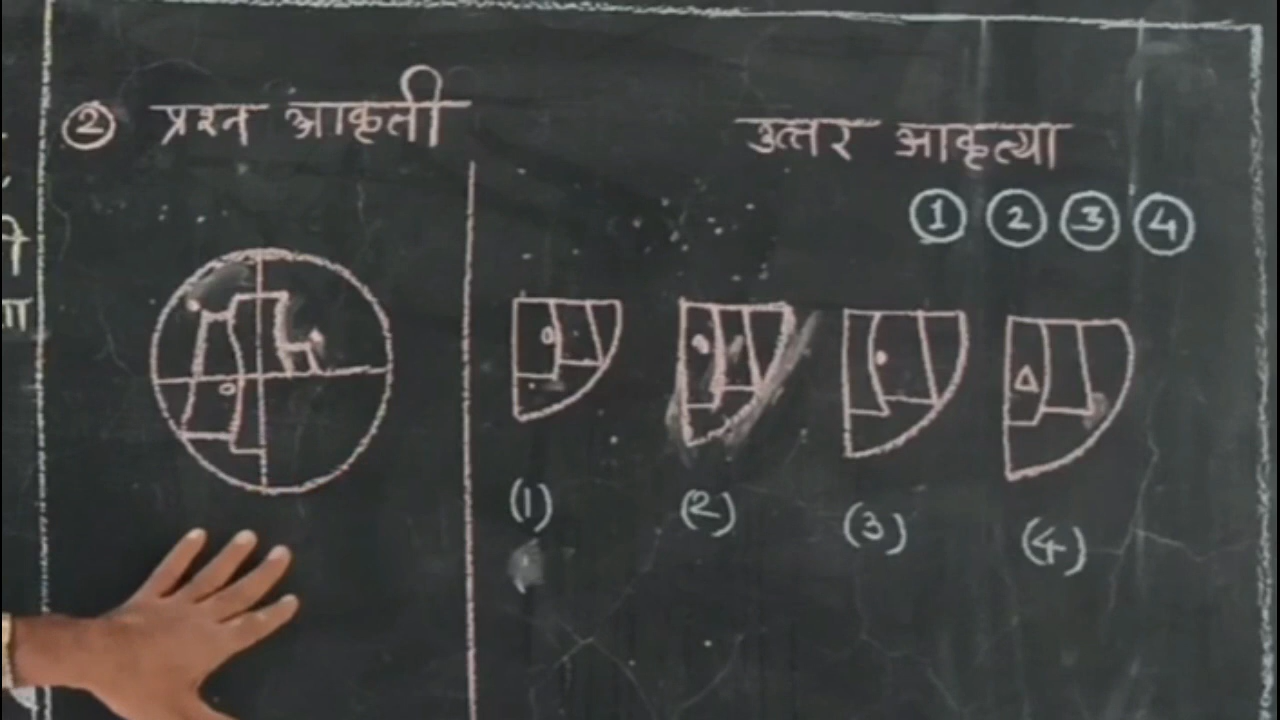 ② प्रश्न आकृती
उत्तर आकृत्या
① ② ③ ④
(1) (2) (3) (4)